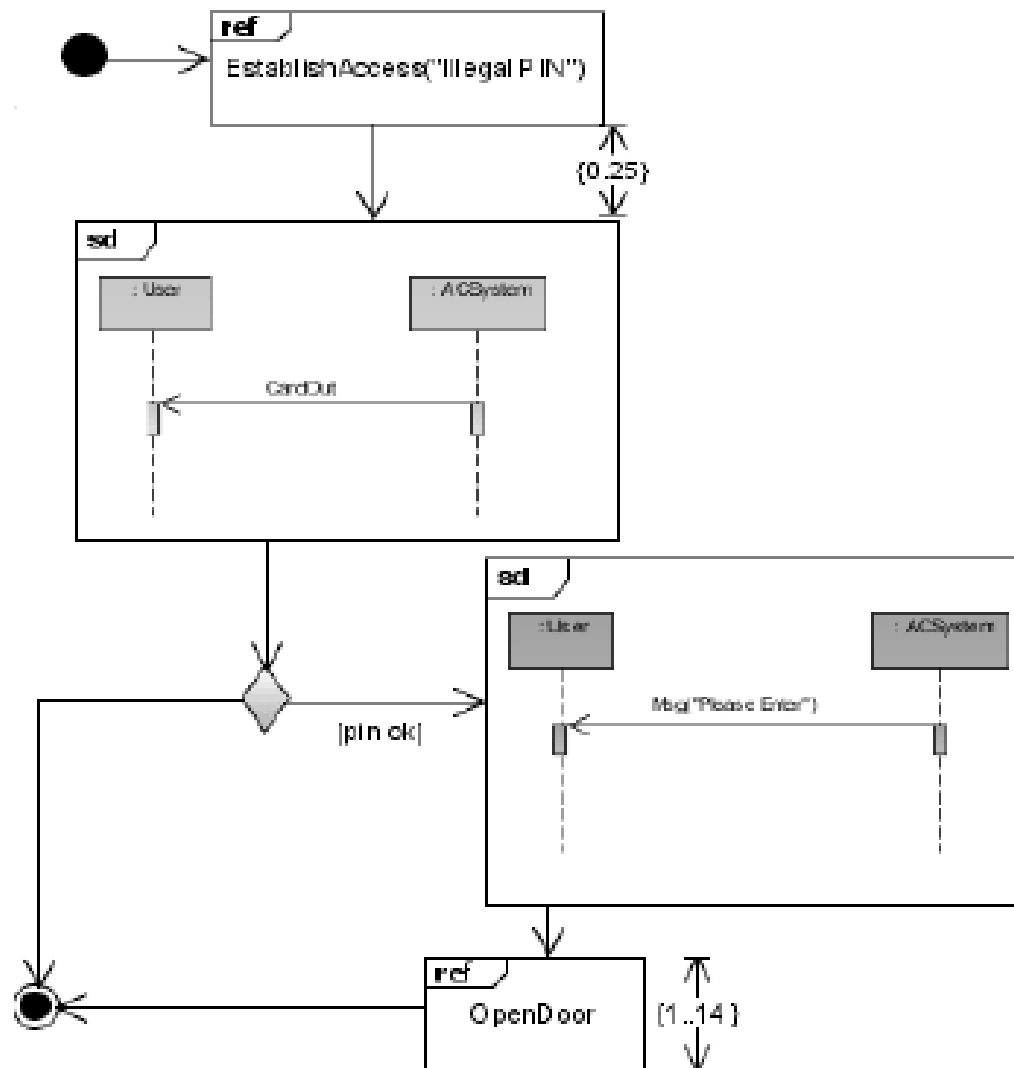 ref
EstablishAccess("Illegal PIN")
{0..25}
sd
: User
: ACSystem
CardOut
sd
: User
: ACSystem
Msg("Please Enter")
[pin ok]
ref
OpenDoor
{1..14}